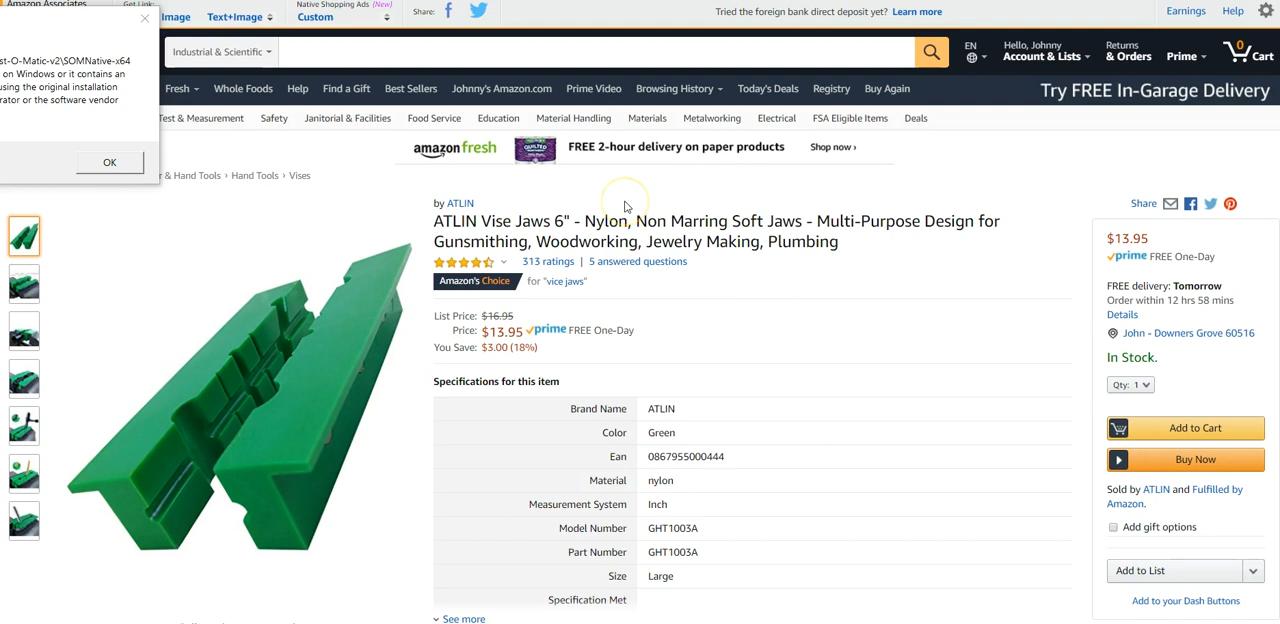 Amazon Associates
Get Link:
Image
Text+Image
Native Shopping Ads (New)
Custom
Share:
Tried the foreign bank direct deposit yet? Learn more
Earnings
Help
st-O-Matic-v2\SOMNative-x64
on Windows or it contains an
using the original installation
rator or the software vendor
OK
Industrial & Scientific
EN
Hello, Johnny
Account & Lists
Returns
& Orders
Prime
0
Cart
Fresh
Whole Foods
Help
Find a Gift
Best Sellers
Johnny's Amazon.com
Prime Video
Browsing History
Today's Deals
Registry
Buy Again
Try FREE In-Garage Delivery
Test & Measurement
Safety
Janitorial & Facilities
Food Service
Education
Material Handling
Materials
Metalworking
Electrical
FSA Eligible Items
Deals
amazonfresh
QUILTED
FREE 2-hour delivery on paper products
Shop now ›
r & Hand Tools › Hand Tools › Vises
by ATLIN
ATLIN Vise Jaws 6" - Nylon, Non Marring Soft Jaws - Multi-Purpose Design for
Gunsmithing, Woodworking, Jewelry Making, Plumbing
313 ratings | 5 answered questions
Amazon's Choice for "vice jaws"
List Price: $16.95
Price: $13.95 prime FREE One-Day
You Save: $3.00 (18%)
Specifications for this item
Brand Name ATLIN
Color Green
Ean 0867955000444
Material nylon
Measurement System Inch
Model Number GHT1003A
Part Number GHT1003A
Size Large
Specification Met
See more
Share
$13.95
prime FREE One-Day
FREE delivery: Tomorrow
Order within 12 hrs 58 mins
Details
John - Downers Grove 60516
In Stock.
Qty: 1
Add to Cart
Buy Now
Sold by ATLIN and Fulfilled by
Amazon.
Add gift options
Add to List
Add to your Dash Buttons